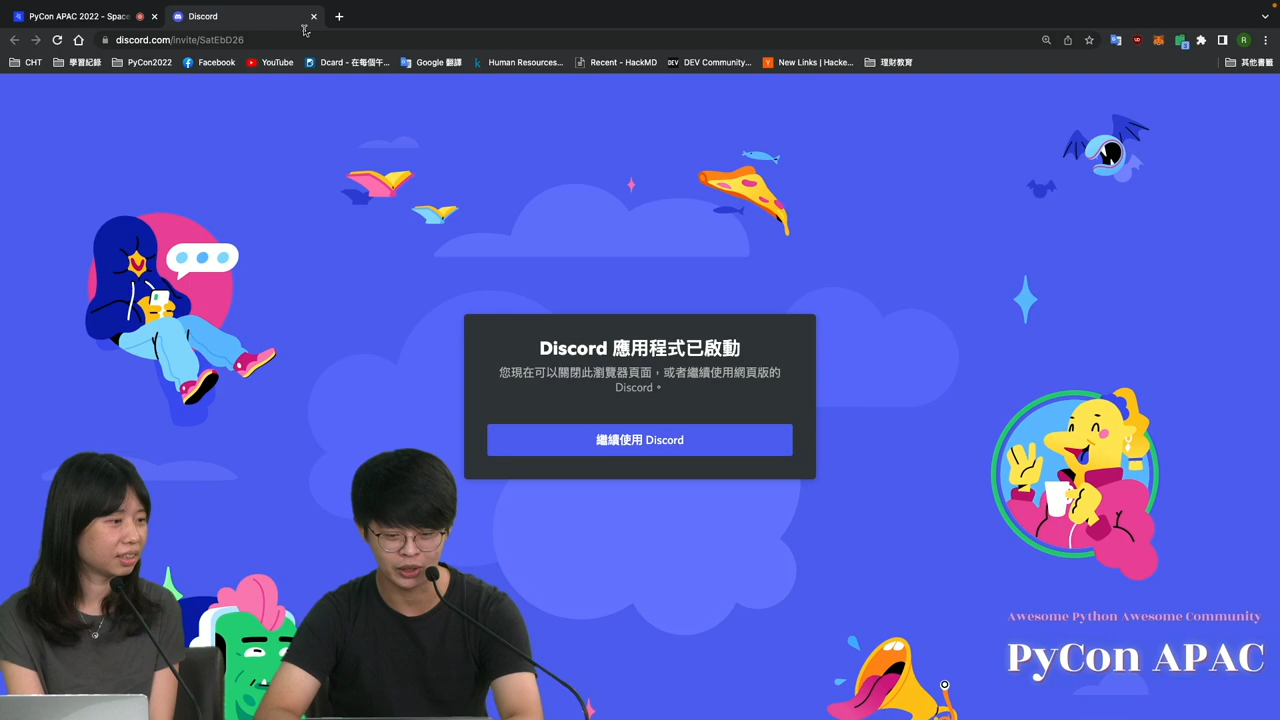 PyCon APAC 2022 - Space
Discord
discord.com/invite/SatEbD26
R
CHT
學習紀錄
PyCon2022
Facebook
YouTube
Dcard - 在每個午...
Google 翻譯
Human Resources...
Recent - HackMD
DEV Community...
New Links | Hacke...
理財教育
其他書籤
Discord 應用程式已啟動
您現在可以關閉此瀏覽器頁面，或者繼續使用網頁版的
Discord。
繼續使用 Discord
Awesome Python Awesome Community
PyCon APAC